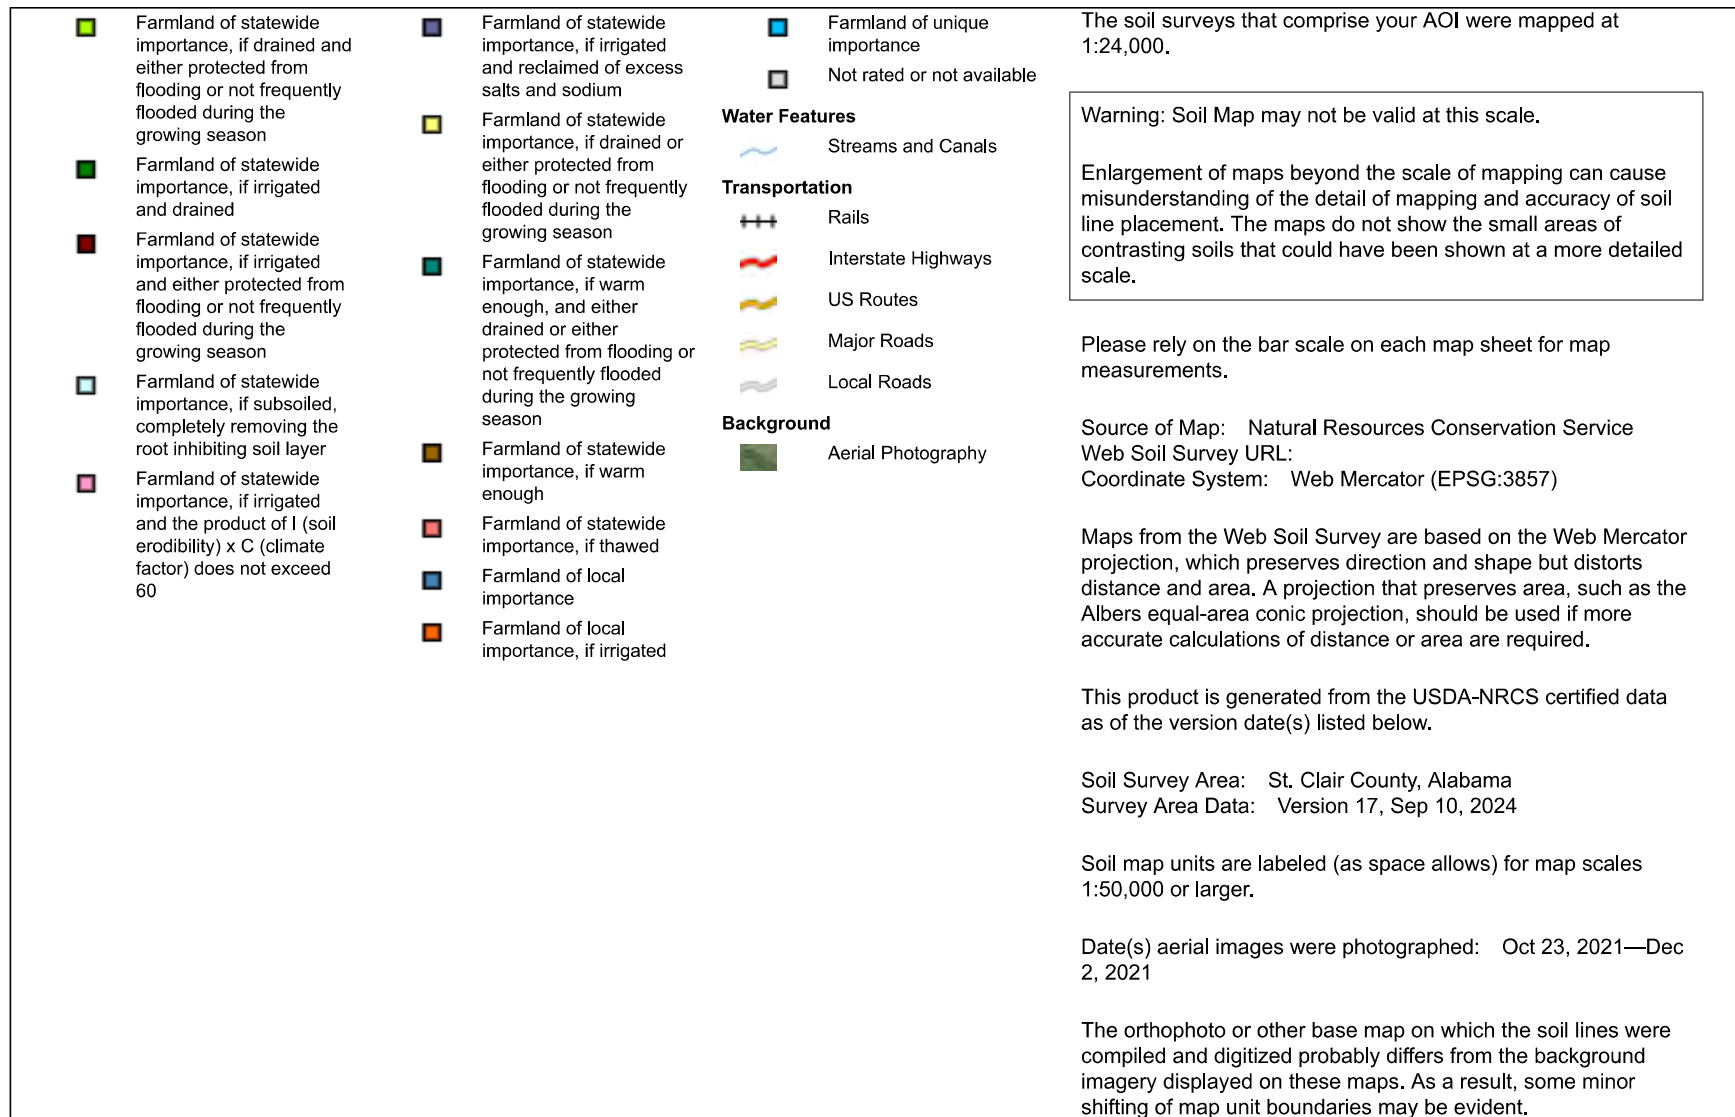 Farmland of statewide
importance, if drained and
either protected from
flooding or not frequently
flooded during the
growing season
Farmland of statewide
importance, if irrigated
and drained
Farmland of statewide
importance, if irrigated
and either protected from
flooding or not frequently
flooded during the
growing season
Farmland of statewide
importance, if subsoiled,
completely removing the
root inhibiting soil layer
Farmland of statewide
importance, if irrigated
and the product of I (soil
erodibility) x C (climate
factor) does not exceed
60
Farmland of statewide
importance, if irrigated
and reclaimed of excess
salts and sodium
Farmland of statewide
importance, if drained or
either protected from
flooding or not frequently
flooded during the
growing season
Farmland of statewide
importance, if warm
enough, and either
drained or either
protected from flooding or
not frequently flooded
during the growing
season
Farmland of statewide
importance, if warm
enough
Farmland of statewide
importance, if thawed
Farmland of local
importance
Farmland of local
importance, if irrigated
Farmland of unique
importance
Not rated or not available
Water Features
Streams and Canals
Transportation
Rails
Interstate Highways
US Routes
Major Roads
Local Roads
Background
Aerial Photography
The soil surveys that comprise your AOI were mapped at
1:24,000.
Warning: Soil Map may not be valid at this scale.
Enlargement of maps beyond the scale of mapping can cause
misunderstanding of the detail of mapping and accuracy of soil
line placement. The maps do not show the small areas of
contrasting soils that could have been shown at a more detailed
scale.
Please rely on the bar scale on each map sheet for map
measurements.
Source of Map: Natural Resources Conservation Service
Web Soil Survey URL:
Coordinate System: Web Mercator (EPSG:3857)
Maps from the Web Soil Survey are based on the Web Mercator
projection, which preserves direction and shape but distorts
distance and area. A projection that preserves area, such as the
Albers equal-area conic projection, should be used if more
accurate calculations of distance or area are required.
This product is generated from the USDA-NRCS certified data
as of the version date(s) listed below.
Soil Survey Area: St. Clair County, Alabama
Survey Area Data: Version 17, Sep 10, 2024
Soil map units are labeled (as space allows) for map scales
1:50,000 or larger.
Date(s) aerial images were photographed: Oct 23, 2021—Dec
2, 2021
The orthophoto or other base map on which the soil lines were
compiled and digitized probably differs from the background
imagery displayed on these maps. As a result, some minor
shifting of map unit boundaries may be evident.